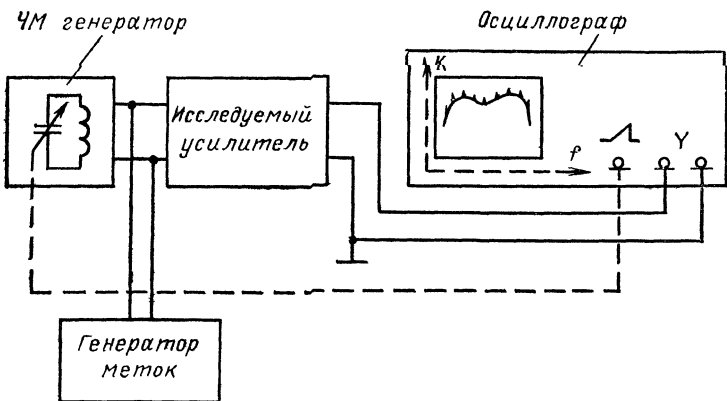 ЧМ генератор
Осциллограф
K
Исследуемый
усилитель
f
Y
Генератор
меток